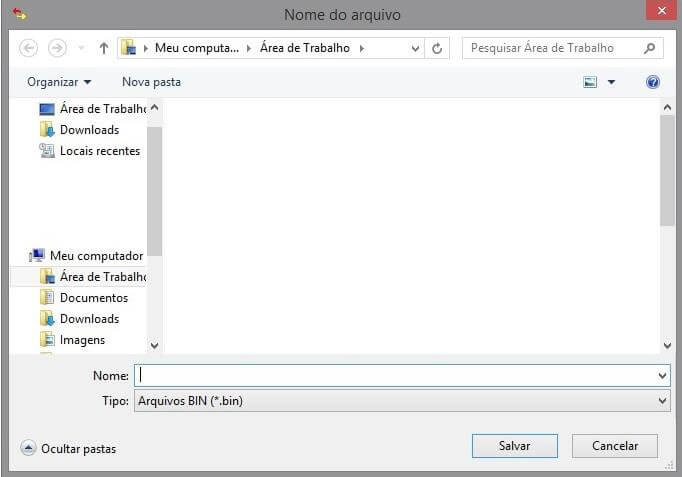 Nome do arquivo
Meu computa... Área de Trabalho
Pesquisar Área de Trabalho
Organizar Nova pasta
Área de Trabalho
Downloads
Locais recentes
Meu computador
Área de Trabalho
Documentos
Downloads
Imagens
Nome:
Tipo: Arquivos BIN (*.bin)
Ocultar pastas Salvar Cancelar